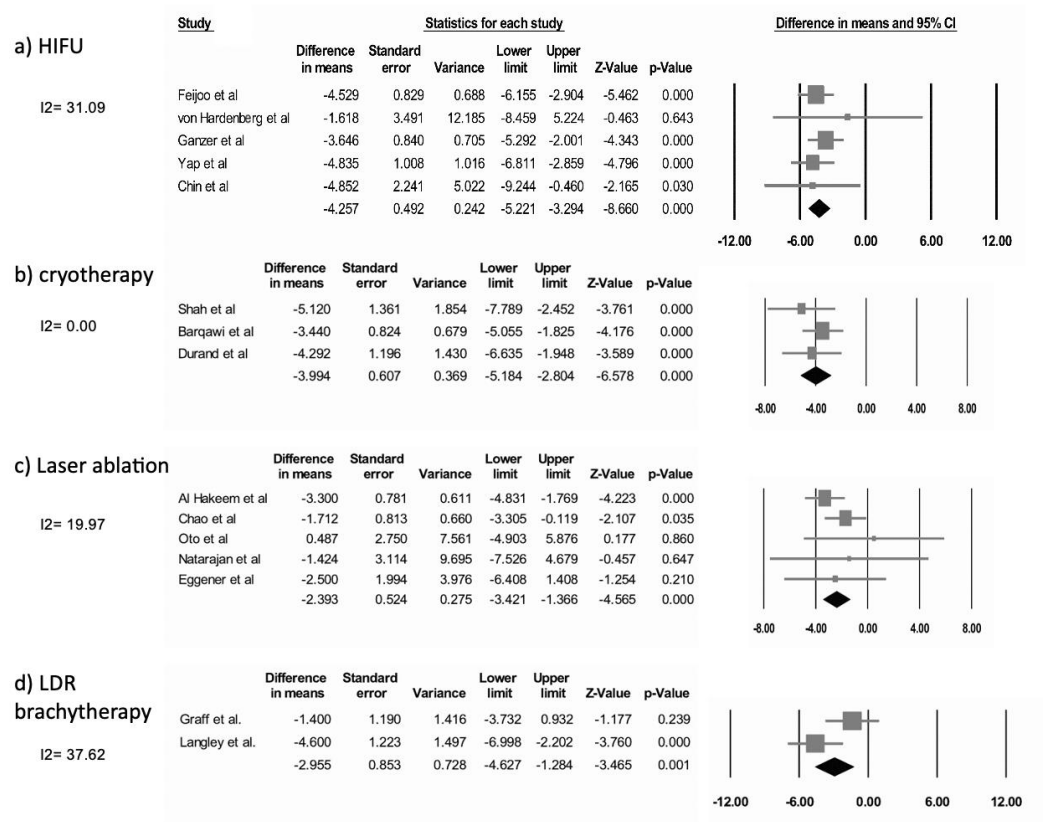 Study Statistics for each study Difference in means and 95% CI
a) HIFU
Difference Standard Lower Upper
in means error Variance limit limit Z-Value p-Value
I2= 31.09
Feijoo et al -4.529 0.829 0.688 -6.155 -2.904 -5.462 0.000
von Hardenberg et al -1.618 3.491 12.185 -8.459 5.224 -0.463 0.643
Ganzer et al -3.646 0.840 0.705 -5.292 -2.001 -4.343 0.000
Yap et al -4.835 1.008 1.016 -6.811 -2.859 -4.796 0.000
Chin et al -4.852 2.241 5.022 -9.244 -0.460 -2.165 0.030
-4.257 0.492 0.242 -5.221 -3.294 -8.660 0.000
-12.00 -6.00 0.00 6.00 12.00
b) cryotherapy
Difference Standard Lower Upper
in means error Variance limit limit Z-Value p-Value
I2= 0.00
Shah et al -5.120 1.361 1.854 -7.789 -2.452 -3.761 0.000
Barqawi et al -3.440 0.824 0.679 -5.055 -1.825 -4.176 0.000
Durand et al -4.292 1.196 1.430 -6.635 -1.948 -3.589 0.000
-3.994 0.607 0.369 -5.184 -2.804 -6.578 0.000
-8.00 -4.00 0.00 4.00 8.00
c) Laser ablation
Difference Standard Lower Upper
in means error Variance limit limit Z-Value p-Value
I2= 19.97
Al Hakeem et al -3.300 0.781 0.611 -4.831 -1.769 -4.223 0.000
Chao et al -1.712 0.813 0.660 -3.305 -0.119 -2.107 0.035
Oto et al 0.487 2.750 7.561 -4.903 5.876 0.177 0.860
Natarajan et al -1.424 3.114 9.695 -7.526 4.679 -0.457 0.647
Eggener et al -2.500 1.994 3.976 -6.408 1.408 -1.254 0.210
-2.393 0.524 0.275 -3.421 -1.366 -4.565 0.000
-8.00 -4.00 0.00 4.00 8.00
d) LDR
brachytherapy
Difference Standard Lower Upper
in means error Variance limit limit Z-Value p-Value
I2= 37.62
Graff et al. -1.400 1.190 1.416 -3.732 0.932 -1.177 0.239
Langley et al. -4.600 1.223 1.497 -6.998 -2.202 -3.760 0.000
-2.955 0.853 0.728 -4.627 -1.284 -3.465 0.001
-12.00 -6.00 0.00 6.00 12.00